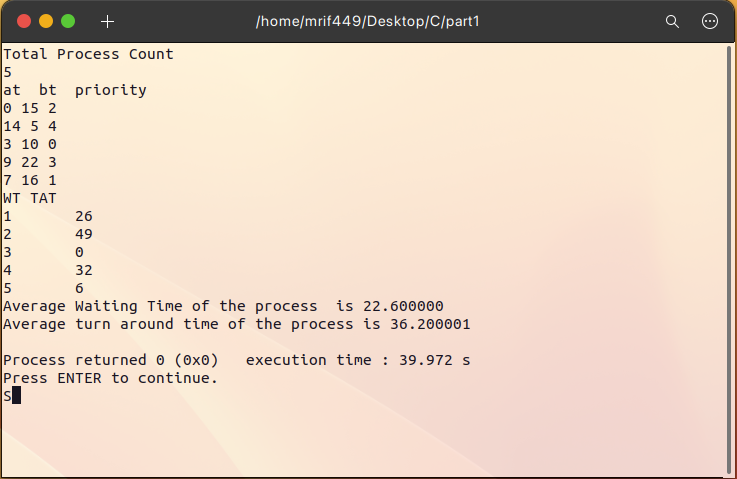 /home/mrif449/Desktop/C/part1
Total Process Count
5
at  bt  priority
0 15 2
14 5 4
3 10 0
9 22 3
7 16 1
WT TAT
1       26
2       49
3       0
4       32
5       6
Average Waiting Time of the process  is 22.600000
Average turn around time of the process is 36.200001
Process returned 0 (0x0)   execution time : 39.972 s
Press ENTER to continue.
S